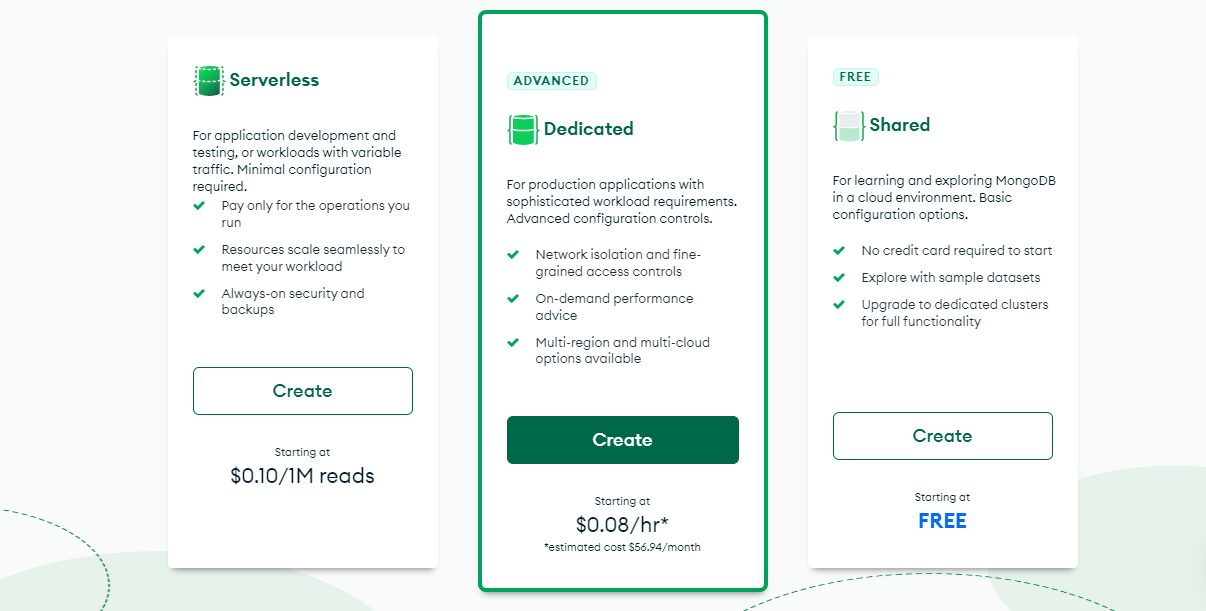 Serverless
For application development and
testing, or workloads with variable
traffic. Minimal configuration
required.
Pay only for the operations you
run
Resources scale seamlessly to
meet your workload
Always-on security and
backups
Create
Starting at
$0.10/1M reads
ADVANCED
Dedicated
For production applications with
sophisticated workload requirements.
Advanced configuration controls.
Network isolation and fine-
grained access controls
On-demand performance
advice
Multi-region and multi-cloud
options available
Create
Starting at
$0.08/hr*
*estimated cost $56.94/month
FREE
Shared
For learning and exploring MongoDB
in a cloud environment. Basic
configuration options.
No credit card required to start
Explore with sample datasets
Upgrade to dedicated clusters
for full functionality
Create
Starting at
FREE